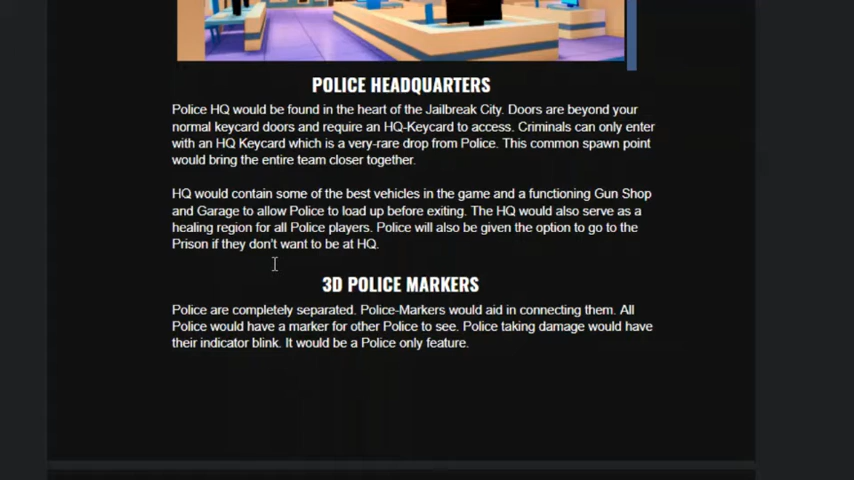 POLICE HEADQUARTERS
Police HQ would be found in the heart of the Jailbreak City. Doors are beyond your
normal keycard doors and require an HQ-Keycard to access. Criminals can only enter
with an HQ Keycard which is a very-rare drop from Police. This common spawn point
would bring the entire team closer together.
HQ would contain some of the best vehicles in the game and a functioning Gun Shop
and Garage to allow Police to load up before exiting. The HQ would also serve as a
healing region for all Police players. Police will also be given the option to go to the
Prison if they don't want to be at HQ.
3D POLICE MARKERS
Police are completely separated. Police-Markers would aid in connecting them. All
Police would have a marker for other Police to see. Police taking damage would have
their indicator blink. It would be a Police only feature.